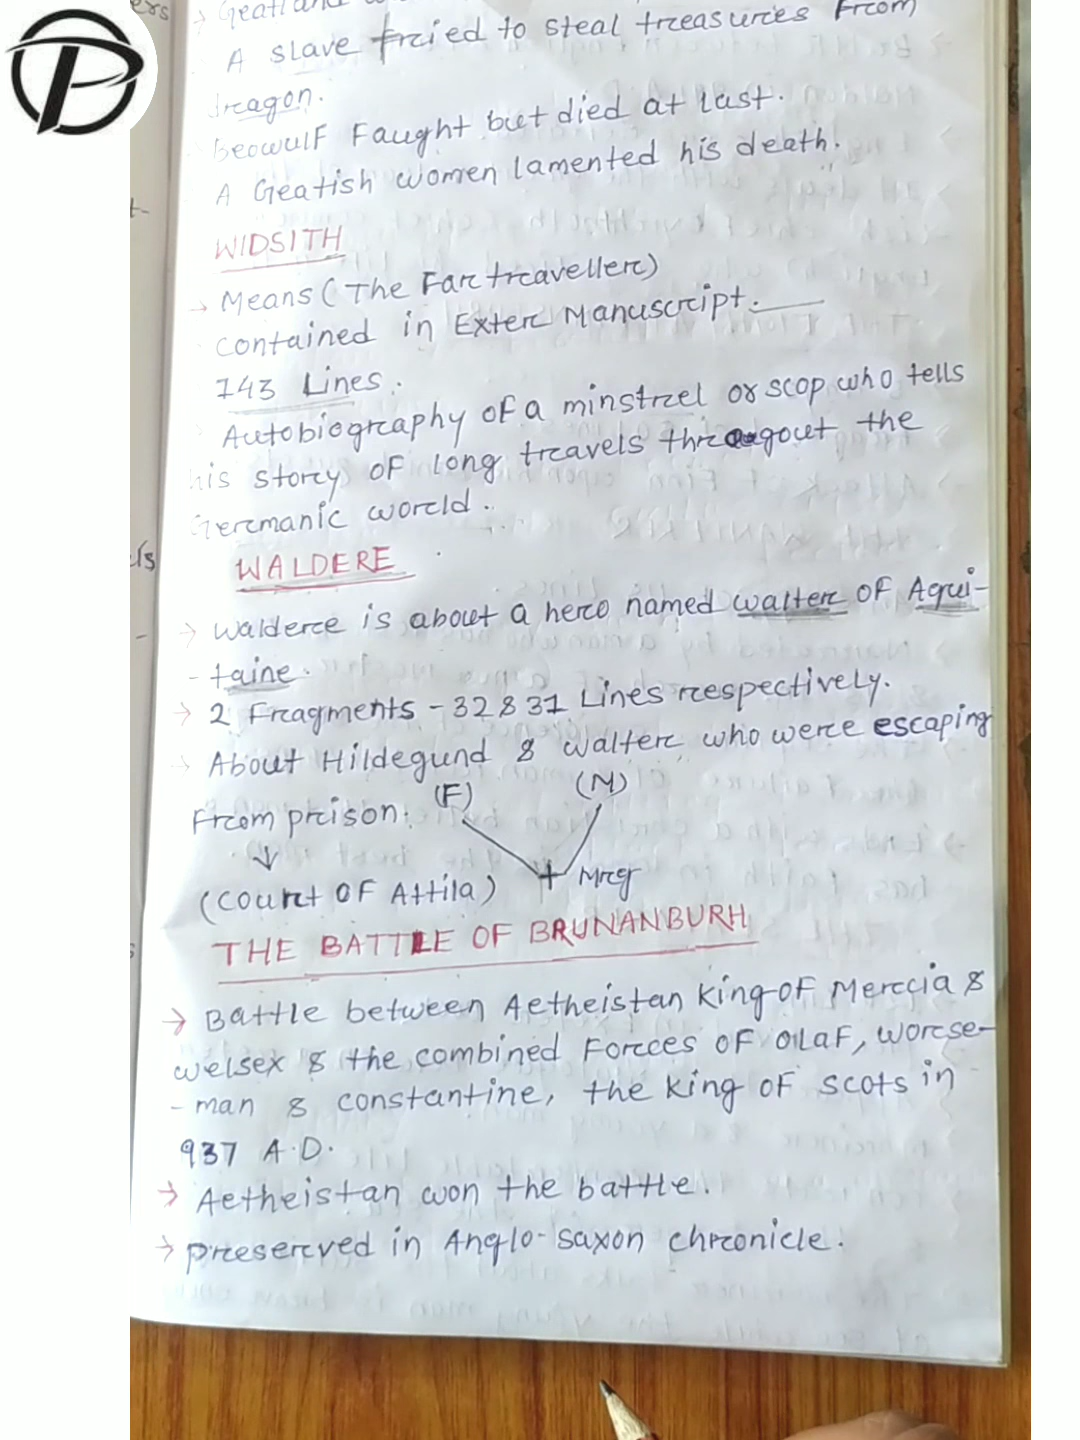 ers
→ Geatland
A slave tried to steal treasures From
dragon.
Beowulf Faught but died at last.
A Geatish women lamented his death.
WIDSITH
→ Means (The Far traveller)
contained in Exter Manuscript.
143 Lines.
Autobiography of a minstrel or scop, who tells
his story of long travels througout the
Germanic world.
WALDERE
→ Waldere is about a hero named walter of Aqui-
- taine.
→ 2 Fragments - 32 & 31 Lines respectively.
→ About Hildegund & walter who were escaping
From prison. (F) (M)
↓
(Court OF Attila) + Mrg
THE BATTLE OF BRUNANBURH
→ Battle between Aetheistan King of Mercia &
welsex & the combined Forces of Olaf, Worse-
- man & constantine, the king of scots in
937 A.D.
→ Aetheistan won the battle.
→ preserved in Anglo-saxon chronicle.